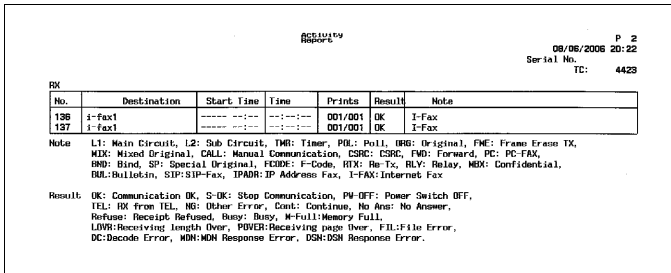 Activity
Report
P 2
08/06/2006 20:22
Serial No.
TC: 4423
RX
No. Destination Start Time Time Prints Result Note
136 i-fax1 ----- --:-- --:--:-- 001/001 OK I-Fax
137 i-fax1 ----- --:-- --:--:-- 001/001 OK I-Fax
Note L1: Main Circuit, L2: Sub Circuit, TMR: Timer, POL: Poll, ORG: Original, FME: Frame Erase TX,
MIX: Mixed Original, CALL: Manual Communication, CSRC: CSRC, FWD: Forward, PC: PC-FAX,
BND: Bind, SP: Special Original, FCODE: F-Code, RTX: Re-Tx, RLY: Relay, MBX: Confidential,
BUL:Bulletin, SIP:SIP-Fax, IPADR:IP Address Fax, I-FAX:Internet Fax
Result OK: Communication OK, S-OK: Stop Communication, PW-OFF: Power Switch OFF,
TEL: RX from TEL, NG: Other Error, Cont: Continue, No Ans: No Answer,
Refuse: Receipt Refused, Busy: Busy, M-Full:Memory Full,
LOVR:Receiving length Over, POVER:Receiving page Over, FIL:File Error,
DC:Decode Error, MDN:MDN Response Error, DSN:DSN Response Error.